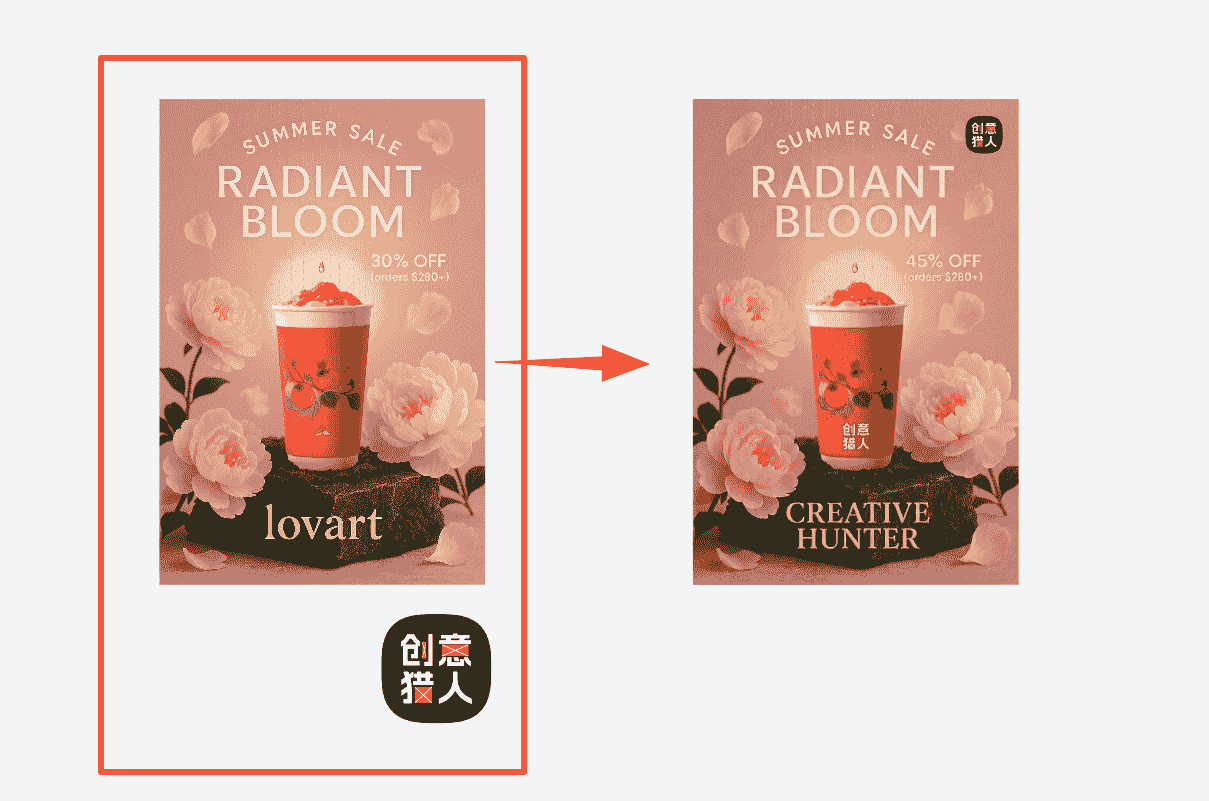 SUMMER SALE
RADIANT
BLOOM
30% OFF
(orders $280+)
lovart
创意
猎人
SUMMER SALE
创意
猎人
RADIANT
BLOOM
45% OFF
(orders $280+)
创意
猎人
CREATIVE
HUNTER